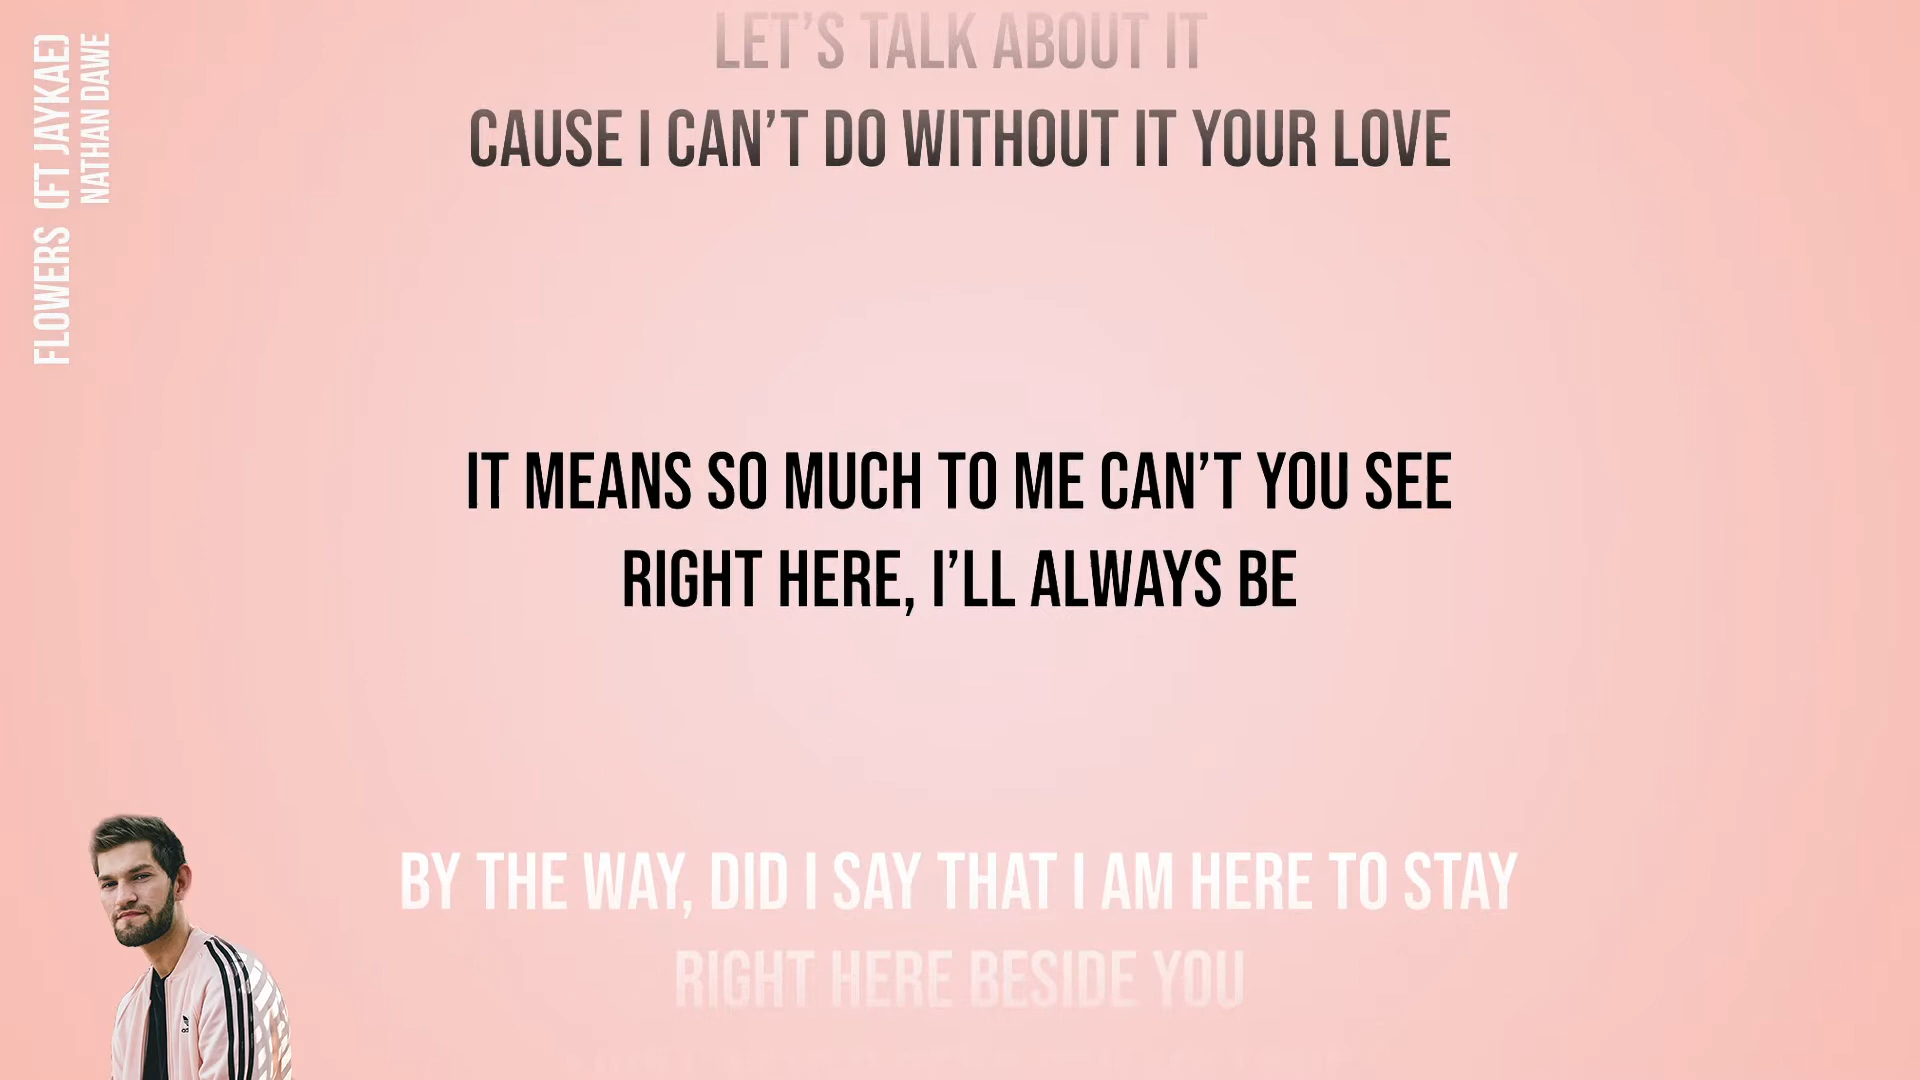 LET'S TALK ABOUT IT
CAUSE I CAN'T DO WITHOUT IT YOUR LOVE
FLOWERS (FT JAYKAE)
NATHAN DAWE
IT MEANS SO MUCH TO ME CAN'T YOU SEE
RIGHT HERE, I'LL ALWAYS BE
BY THE WAY, DID I SAY THAT I AM HERE TO STAY
RIGHT HERE BESIDE YOU